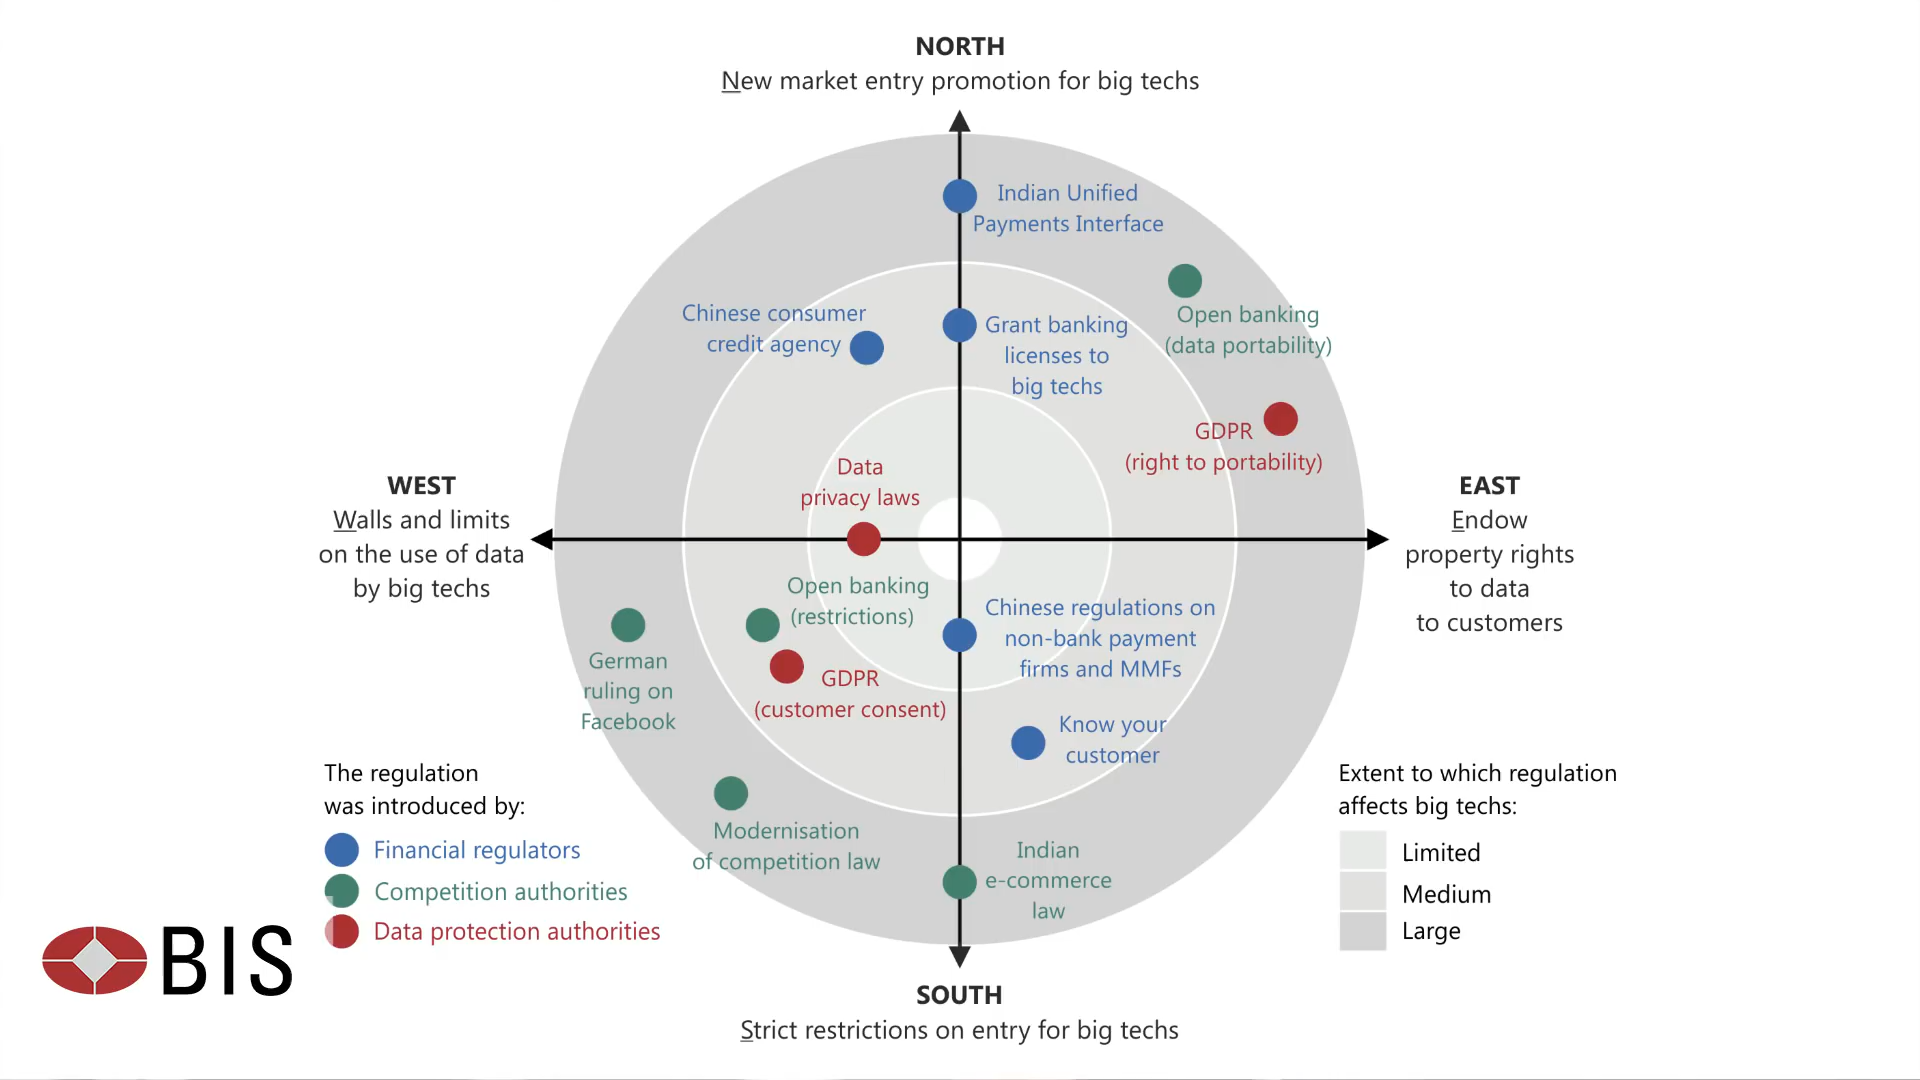 NORTH
New market entry promotion for big techs
Indian Unified
Payments Interface
Open banking
(data portability)
Chinese consumer
credit agency
Grant banking
licenses to
big techs
GDPR
(right to portability)
Data
privacy laws
WEST
Walls and limits
on the use of data
by big techs
EAST
Endow
property rights
to data
to customers
Open banking
(restrictions)
Chinese regulations on
non-bank payment
firms and MMFs
German
ruling on
Facebook
GDPR
(customer consent)
Know your
customer
Modernisation
of competition law
Indian
e-commerce
law
The regulation
was introduced by:
Financial regulators
Competition authorities
Data protection authorities
Extent to which regulation
affects big techs:
Limited
Medium
Large
BIS
SOUTH
Strict restrictions on entry for big techs